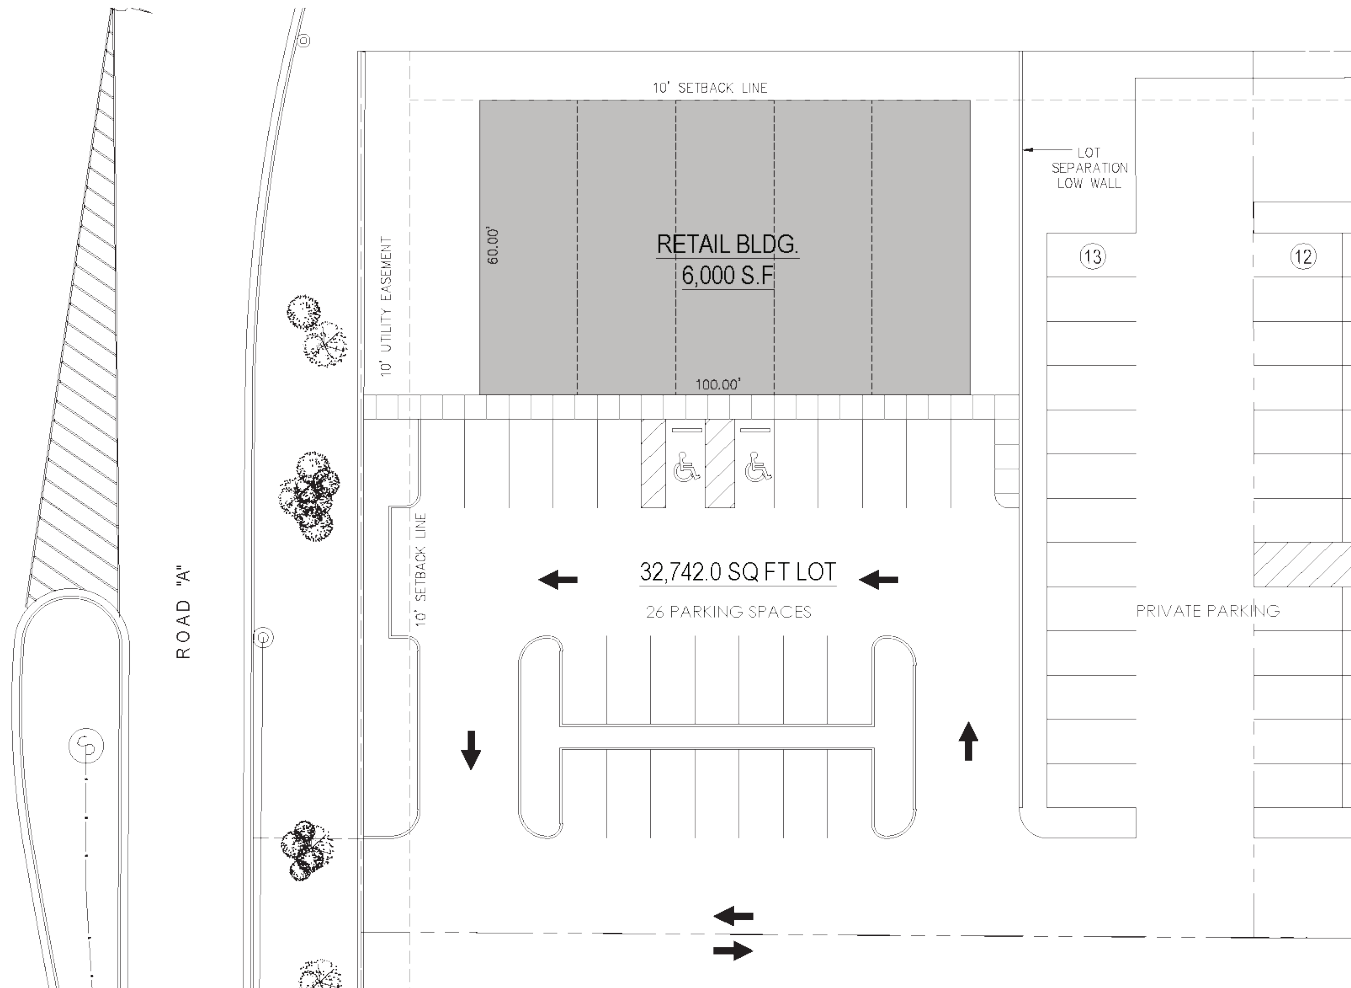 10' SETBACK LINE
LOT
SEPARATION
LOW WALL
60.00'
RETAIL BLDG.
6,000 S.F
10' UTILITY EASEMENT
13
12
100.00'
10' SETBACK LINE
32,742.0 SQ FT LOT
26 PARKING SPACES
PRIVATE PARKING
ROAD "A"